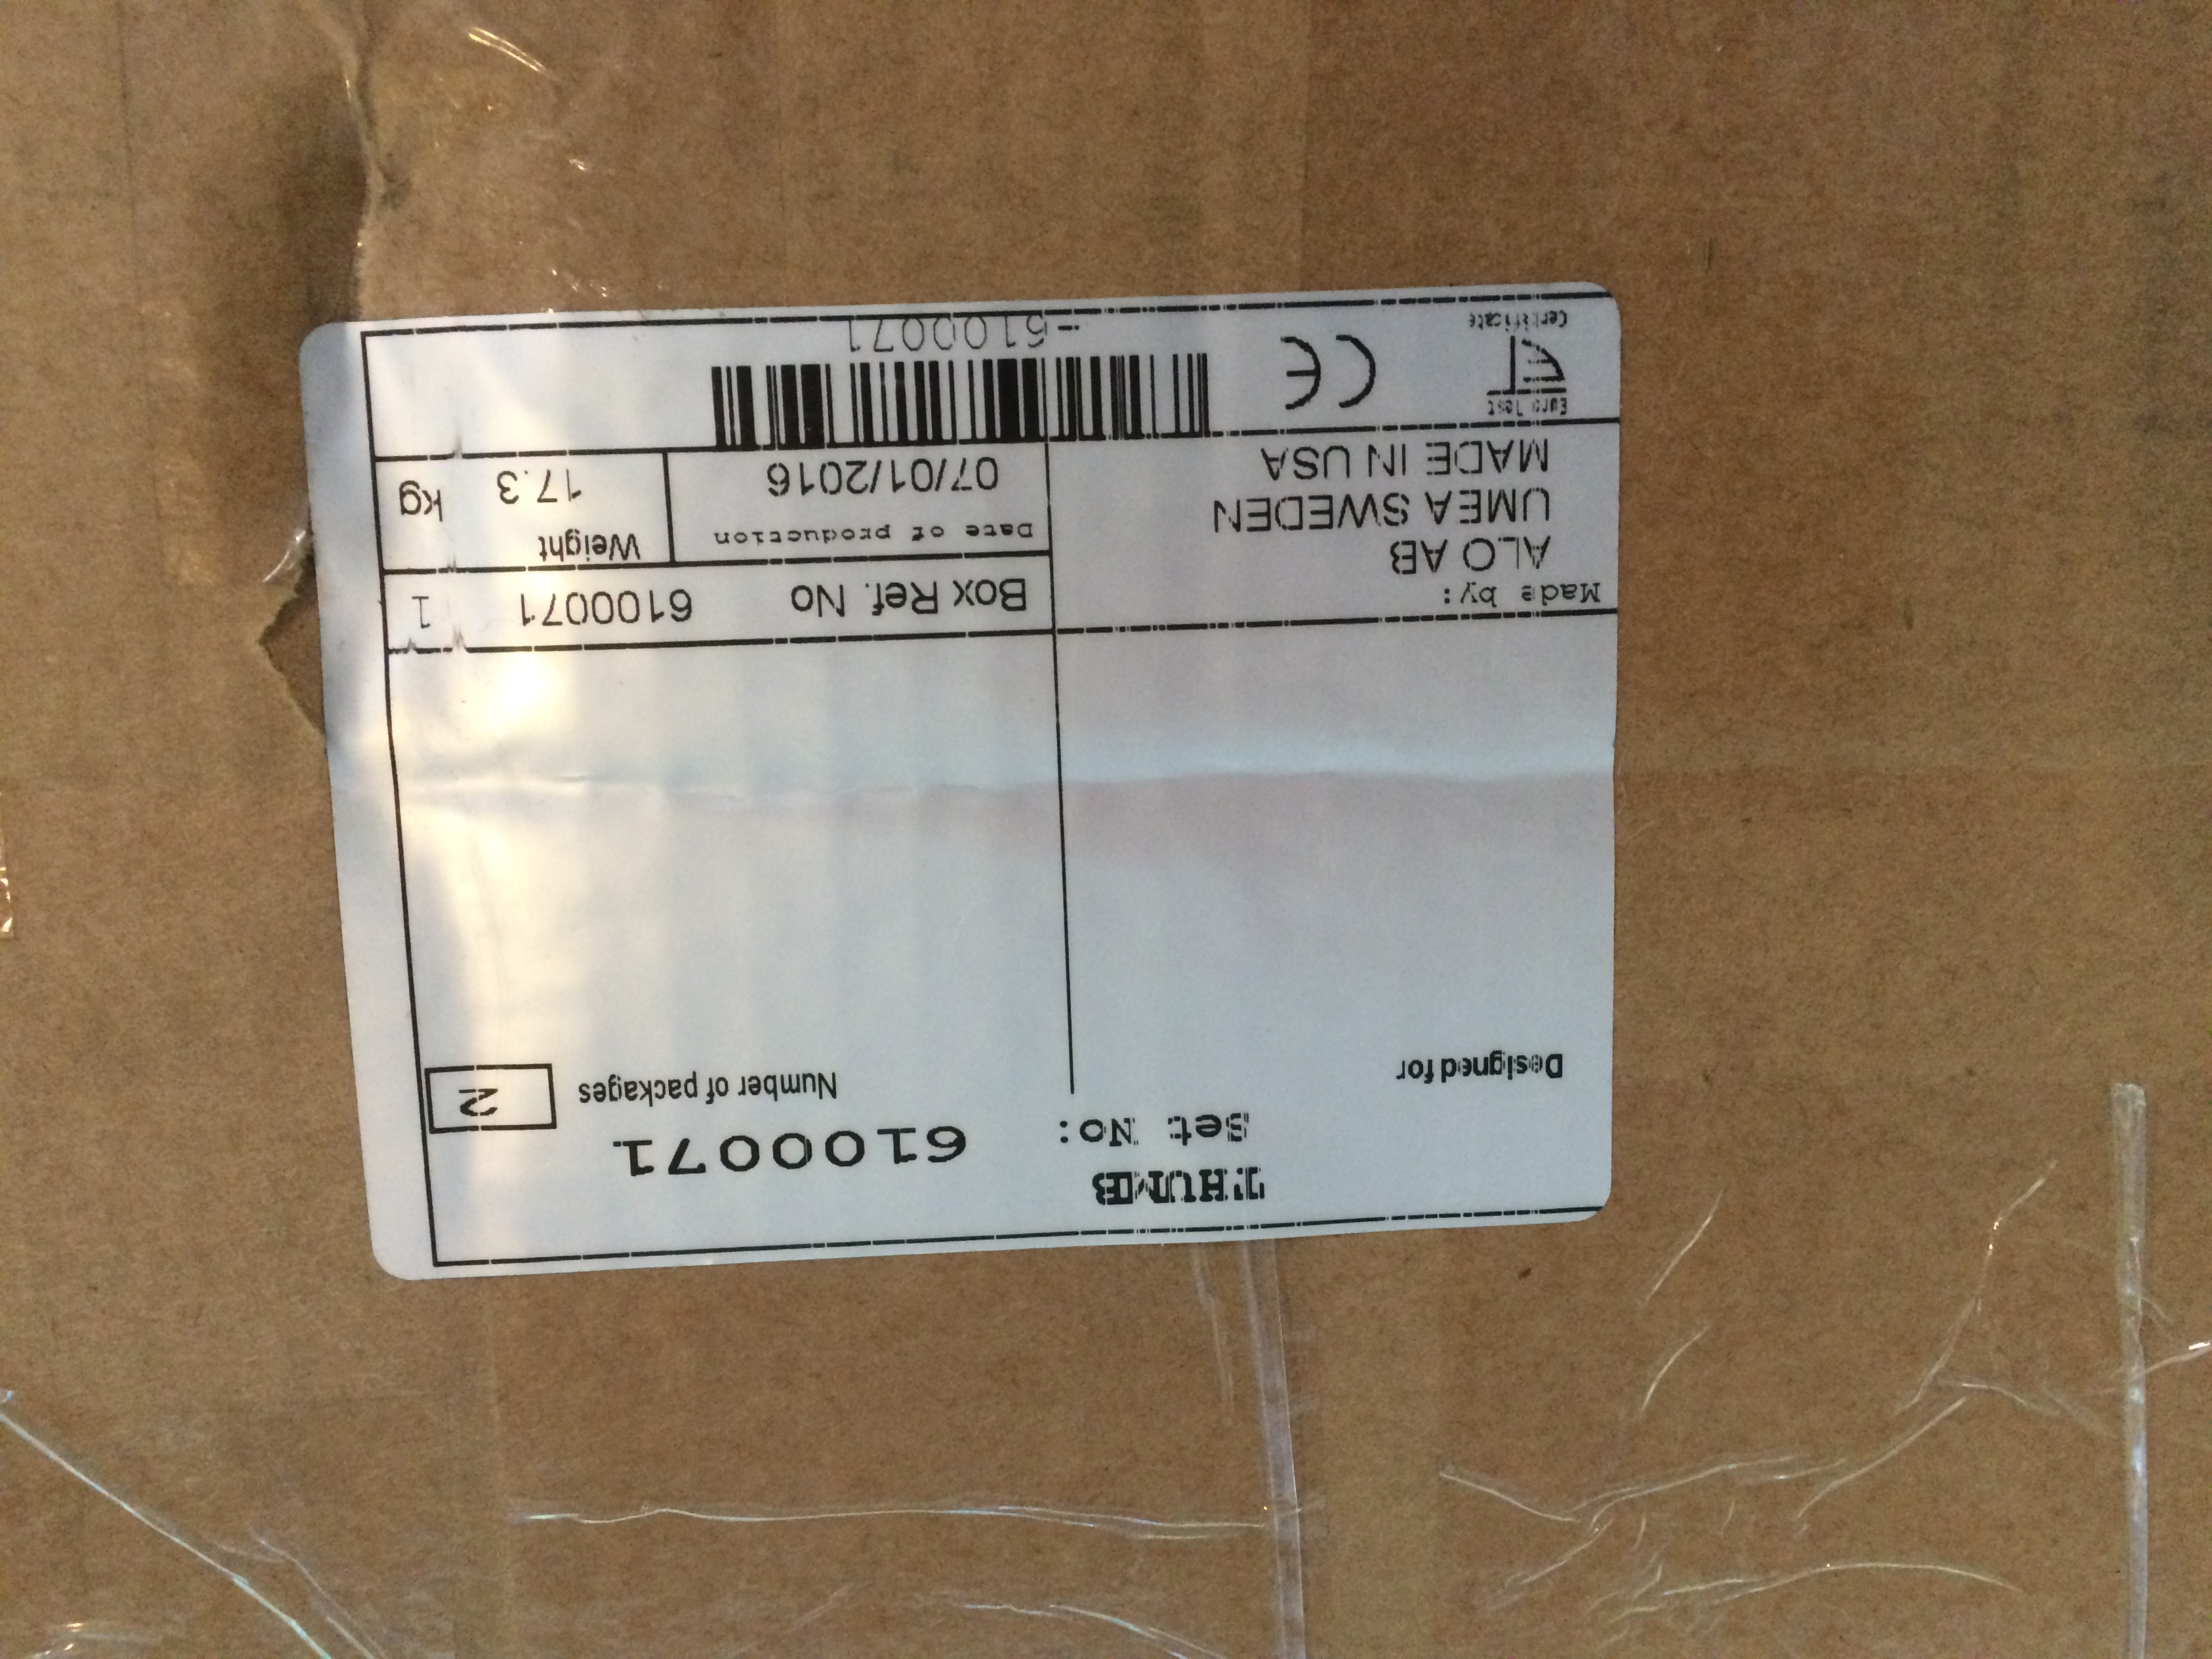 THUMB
Set No: 6100071
Designed for
Number of packages 2
Made by:
ALO AB
UMEA SWEDEN
MADE IN USA
Box Ref. No 6100071 1
Date of production
07/01/2016
Weight
17.3 kg
Euro Test
ET
Certificate
CE
-6100071